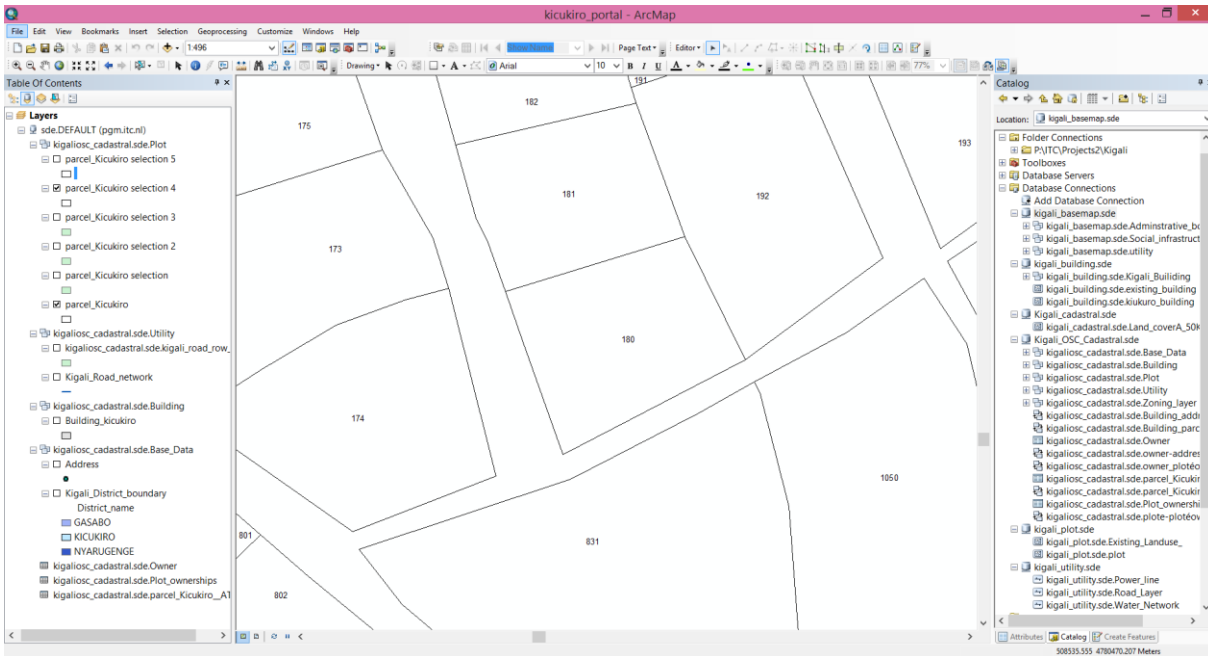 kicukiro_portal - ArcMap
File Edit View Bookmarks Insert Selection Geoprocessing Customize Windows Help
1:496
Page Text Editor
Drawing Arial 10 B I U A 77%
Table Of Contents
Layers
sde.DEFAULT (pgm.itc.nl)
kigaliosc_cadastral.sde.Plot
parcel_Kicukiro selection 5
parcel_Kicukiro selection 4
parcel_Kicukiro selection 3
parcel_Kicukiro selection 2
parcel_Kicukiro selection
parcel_Kicukiro
kigaliosc_cadastral.sde.Utility
kigaliosc_cadastral.sde.kigali_road_row_
Kigali_Road_network
kigaliosc_cadastral.sde.Building
Building_kicukiro
kigaliosc_cadastral.sde.Base_Data
Address
Kigali_District_boundary
District_name
GASABO
KICUKIRO
NYARUGENGE
kigaliosc_cadastral.sde.Owner
kigaliosc_cadastral.sde.Plot_ownerships
kigaliosc_cadastral.sde.parcel_Kicukiro__AT
191
182
175
193
181
192
173
180
174
1050
801
831
802
Catalog
Location: kigali_basemap.sde
Folder Connections
P:\ITC\Projects2\Kigali
Toolboxes
Database Servers
Database Connections
Add Database Connection
kigali_basemap.sde
kigali_basemap.sde.Adminstrative_bo
kigali_basemap.sde.Social_infrastruct
kigali_basemap.sde.utility
kigali_building.sde
kigali_building.sde.Kigali_Builiding
kigali_building.sde.existing_building
kigali_building.sde.kiukuro_building
Kigali_cadastral.sde
kigali_cadastral.sde.Land_coverA_50K
Kigali_OSC_Cadastral.sde
kigaliosc_cadastral.sde.Base_Data
kigaliosc_cadastral.sde.Building
kigaliosc_cadastral.sde.Plot
kigaliosc_cadastral.sde.Utility
kigaliosc_cadastral.sde.Zoning_layer
kigaliosc_cadastral.sde.Building_addr
kigaliosc_cadastral.sde.Building_parc
kigaliosc_cadastral.sde.Owner
kigaliosc_cadastral.sde.owner-addres
kigaliosc_cadastral.sde.owner_plotéo
kigaliosc_cadastral.sde.parcel_Kicukir
kigaliosc_cadastral.sde.parcel_Kicukir
kigaliosc_cadastral.sde.Plot_ownershi
kigaliosc_cadastral.sde.plote-plotéov
kigali_plot.sde
kigali_plot.sde.Existing_Landuse_
kigali_plot.sde.plot
kigali_utility.sde
kigali_utility.sde.Power_line
kigali_utility.sde.Road_Layer
kigali_utility.sde.Water_Network
Attributes Catalog Create Features
508535.555 4780470.207 Meters